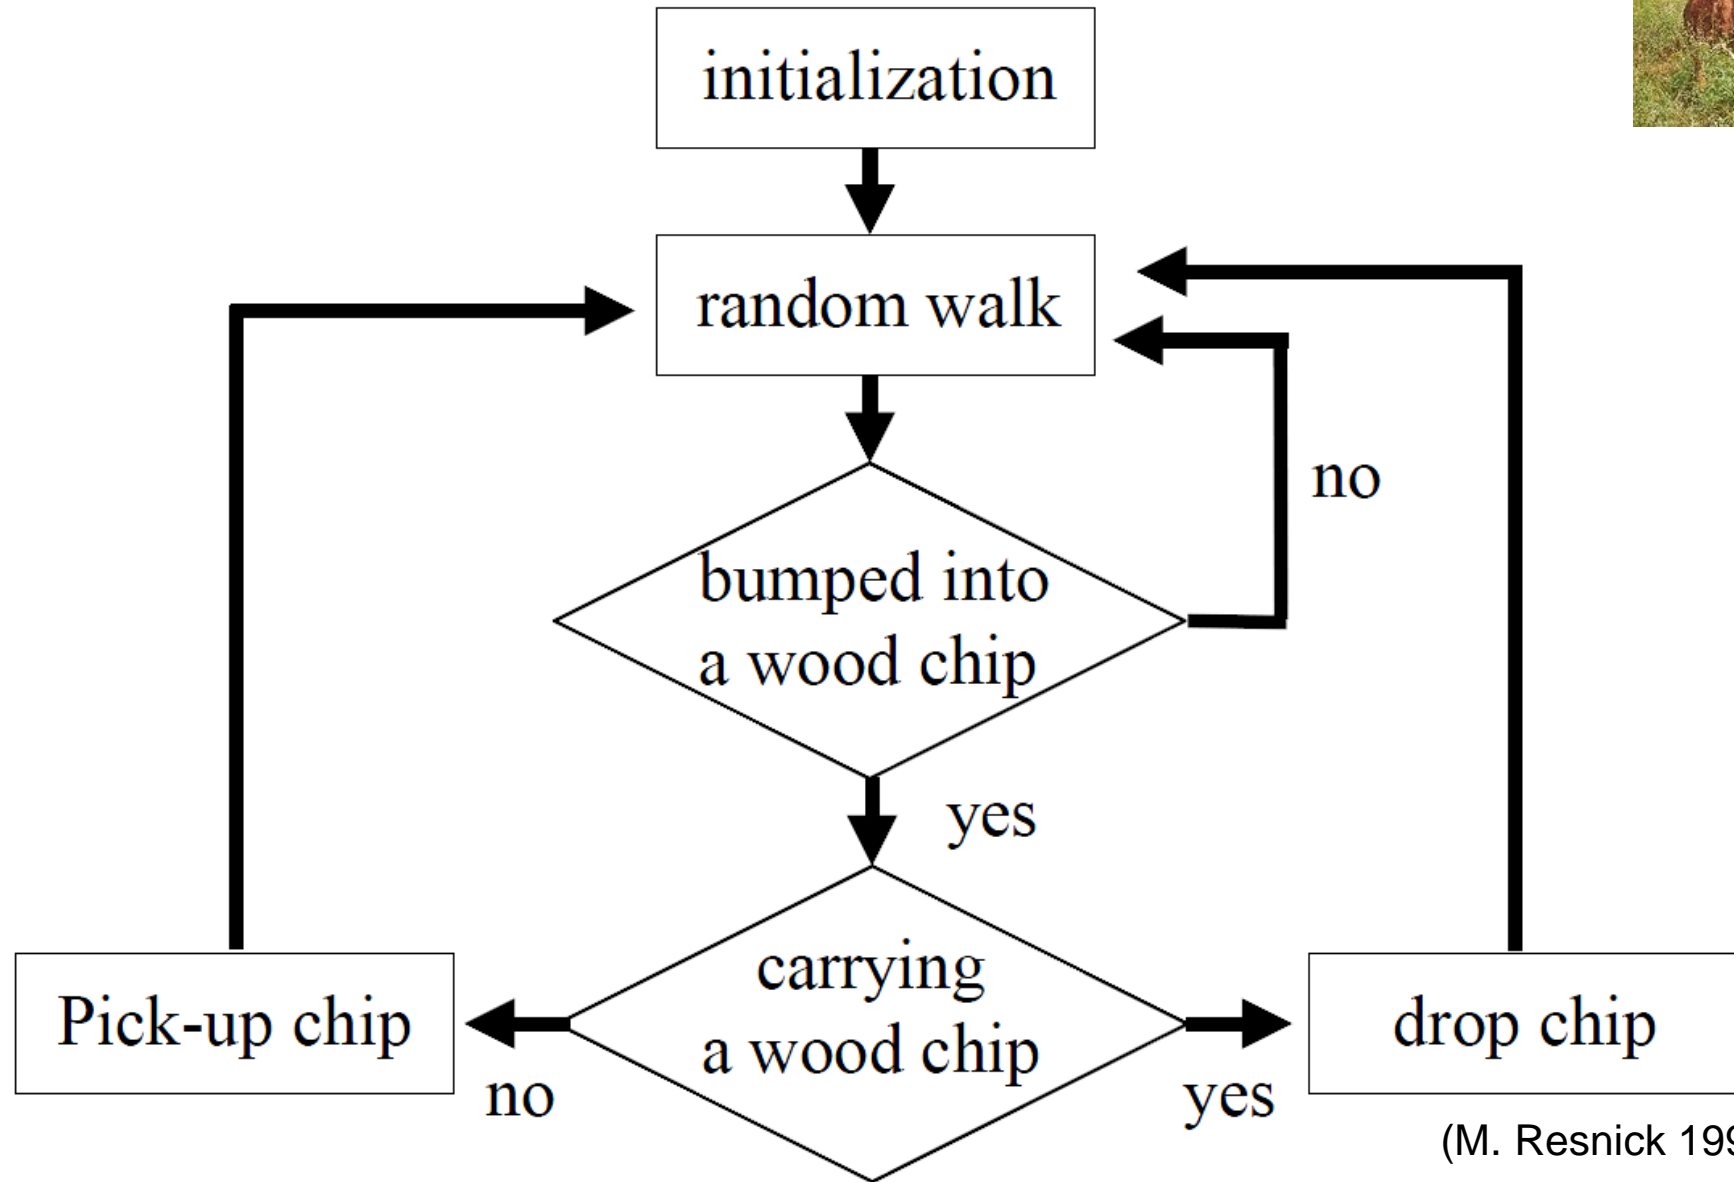 initialization
random walk
no
bumped into
a wood chip
yes
carrying
a wood chip
Pick-up chip
no
yes
drop chip
(M. Resnick 199